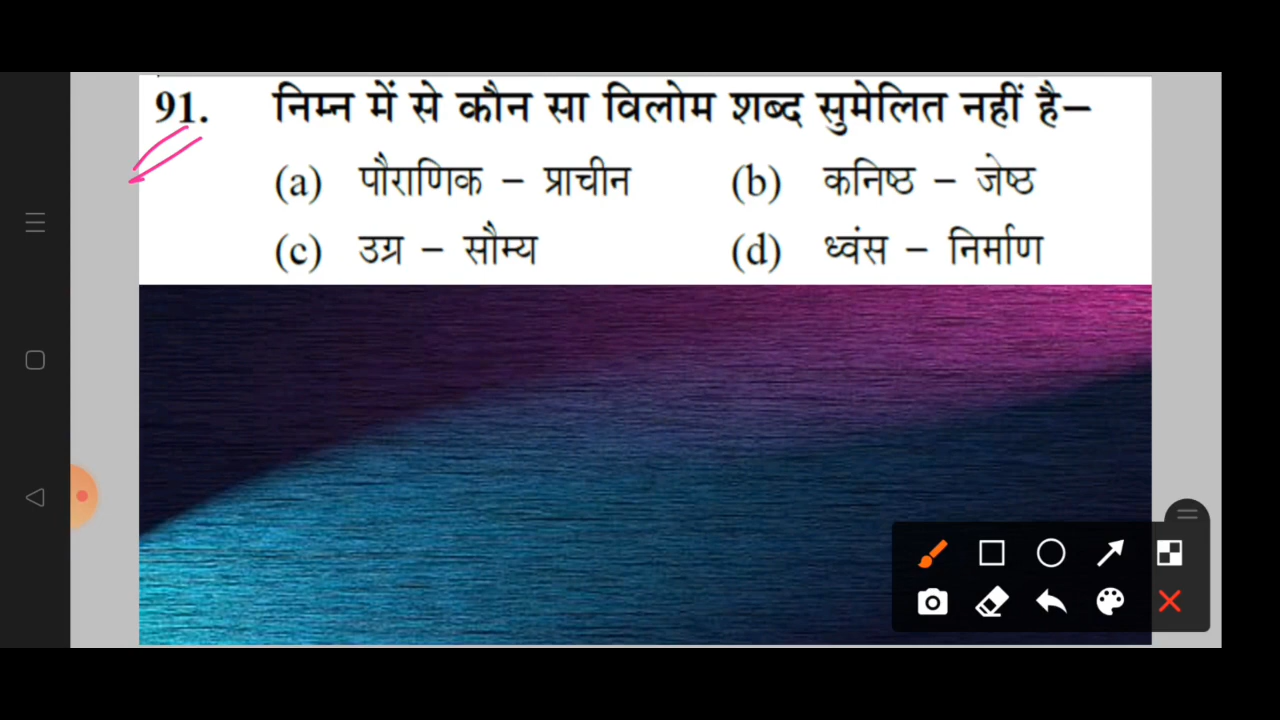 91. निम्न में से कौन सा विलोम शब्द सुमेलित नहीं है–
(a) पौराणिक – प्राचीन (b) कनिष्ठ – जेष्ठ
(c) उग्र – सौम्य (d) ध्वंस – निर्माण